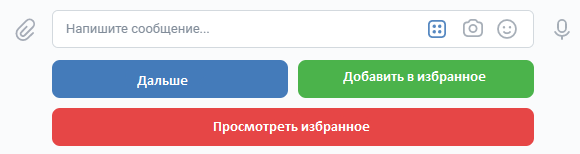 Напишите сообщение...
Дальше
Добавить в избранное
Просмотреть избранное